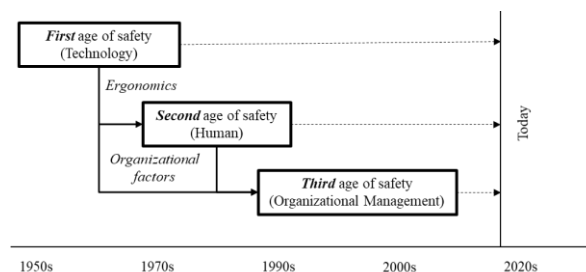 First age of safety
(Technology)
Ergonomics
Second age of safety
(Human)
Organizational
factors
Third age of safety
(Organizational Management)
Today
1950s 1970s 1990s 2000s 2020s